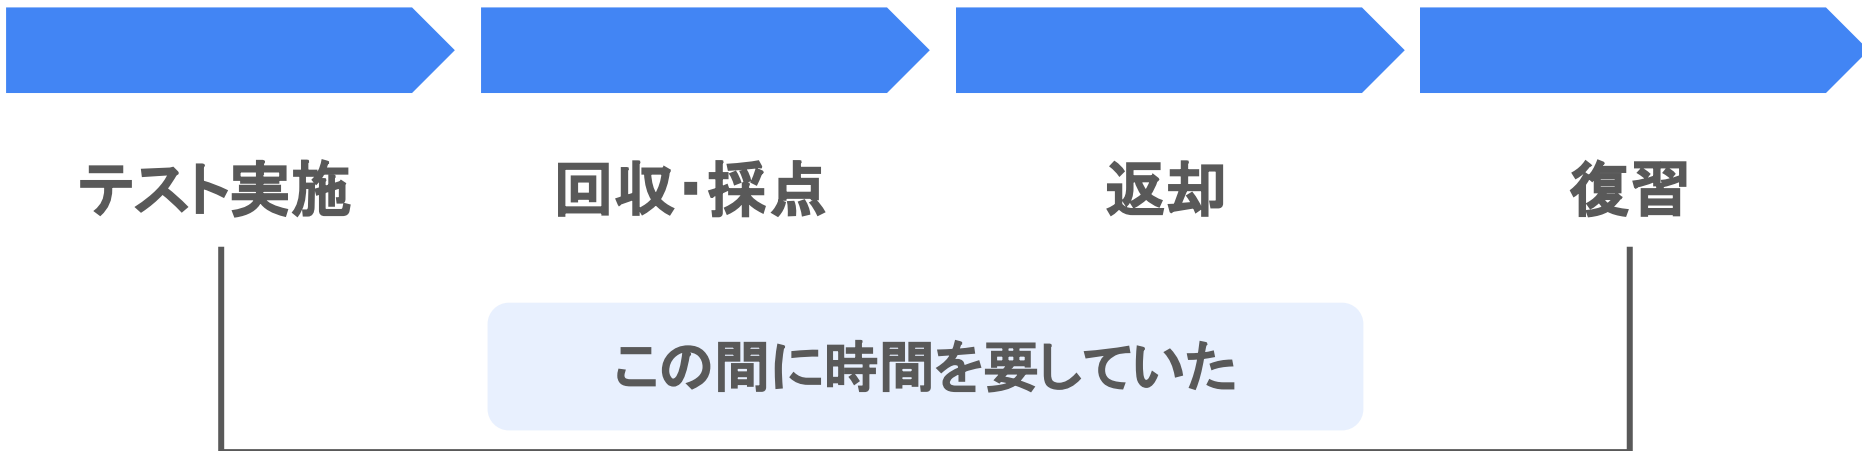 テスト実施
回収・採点
返却
復習
この間に時間を要していた